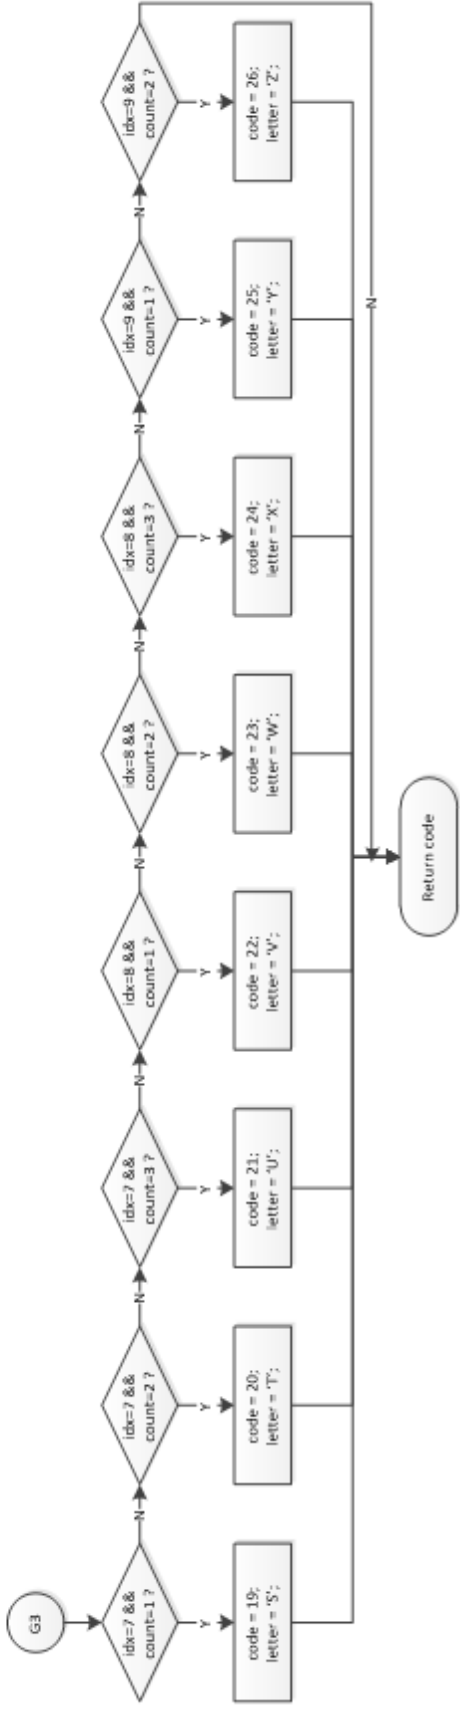 G3
idx=7 &&
count=1 ?
N
idx=7 &&
count=2 ?
N
idx=7 &&
count=3 ?
N
idx=8 &&
count=1 ?
N
idx=8 &&
count=2 ?
N
idx=8 &&
count=3 ?
N
idx=9 &&
count=1 ?
N
idx=9 &&
count=2 ?
Y
Y
Y
Y
Y
Y
Y
Y
code = 19;
letter = 'S';
code = 20;
letter = 'T';
code = 21;
letter = 'U';
code = 22;
letter = 'V';
code = 23;
letter = 'W';
code = 24;
letter = 'X';
code = 25;
letter = 'Y';
code = 26;
letter = 'Z';
N
Return code